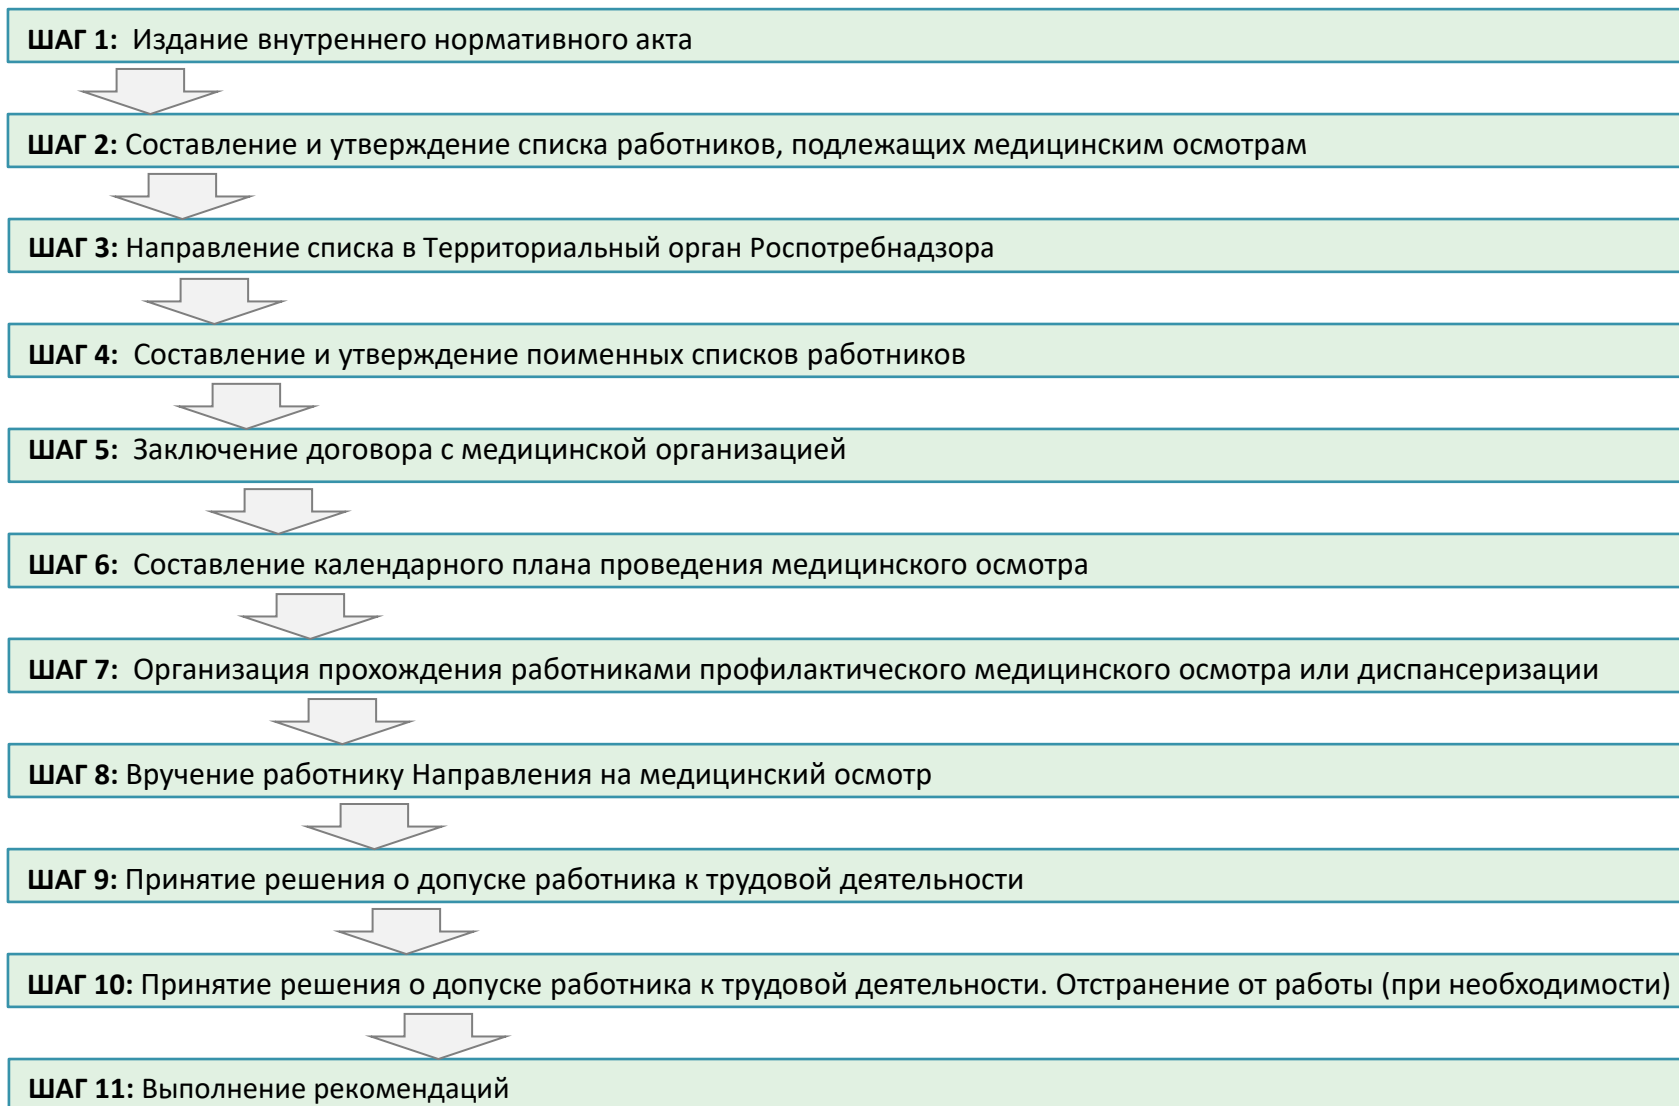 ШАГ 1: Издание внутреннего нормативного акта
ШАГ 2: Составление и утверждение списка работников, подлежащих медицинским осмотрам
ШАГ 3: Направление списка в Территориальный орган Роспотребнадзора
ШАГ 4: Составление и утверждение поименных списков работников
ШАГ 5: Заключение договора с медицинской организацией
ШАГ 6: Составление календарного плана проведения медицинского осмотра
ШАГ 7: Организация прохождения работниками профилактического медицинского осмотра или диспансеризации
ШАГ 8: Вручение работнику Направления на медицинский осмотр
ШАГ 9: Принятие решения о допуске работника к трудовой деятельности
ШАГ 10: Принятие решения о допуске работника к трудовой деятельности. Отстранение от работы (при необходимости)
ШАГ 11: Выполнение рекомендаций